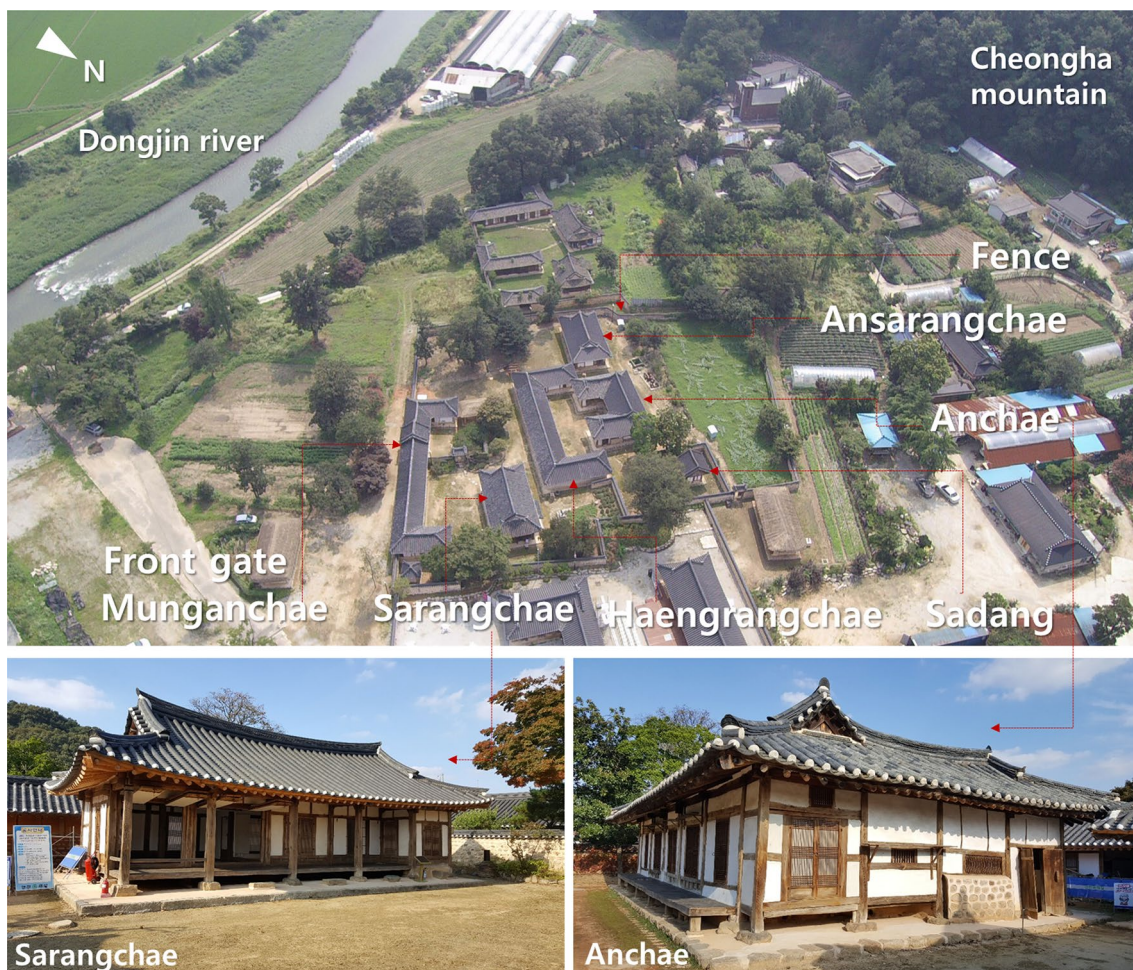 N
Dongjin river
Cheongha
mountain
Fence
Ansarangchae
Anchae
Front gate
Munganchae
Sarangchae
Haengrangchae
Sadang
Sarangchae
Anchae